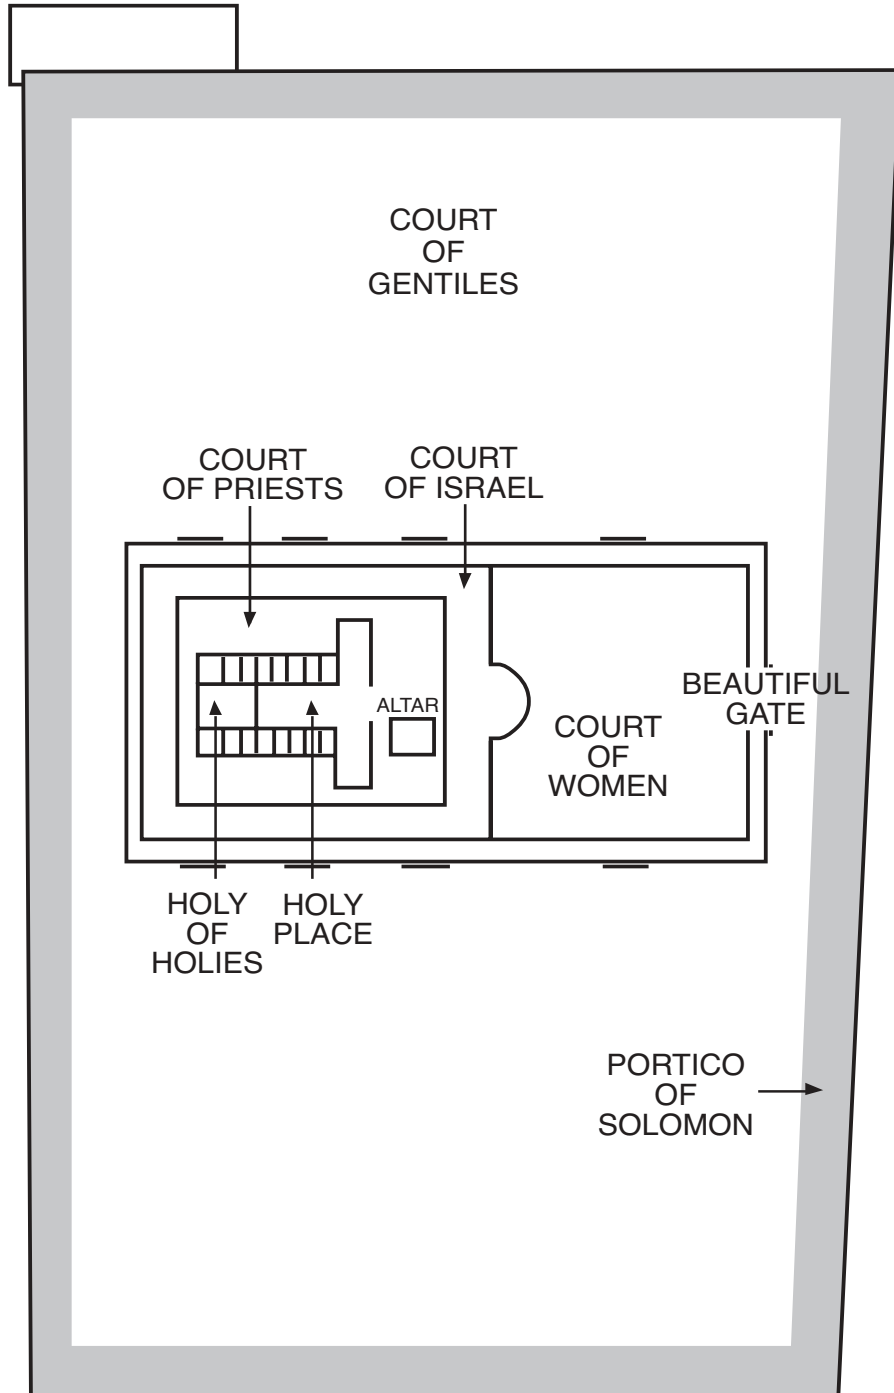 COURT
OF
GENTILES
COURT
OF PRIESTS
COURT
OF ISRAEL
BEAUTIFUL
GATE
ALTAR
COURT
OF
WOMEN
HOLY
OF
HOLIES
HOLY
PLACE
PORTICO
OF
SOLOMON